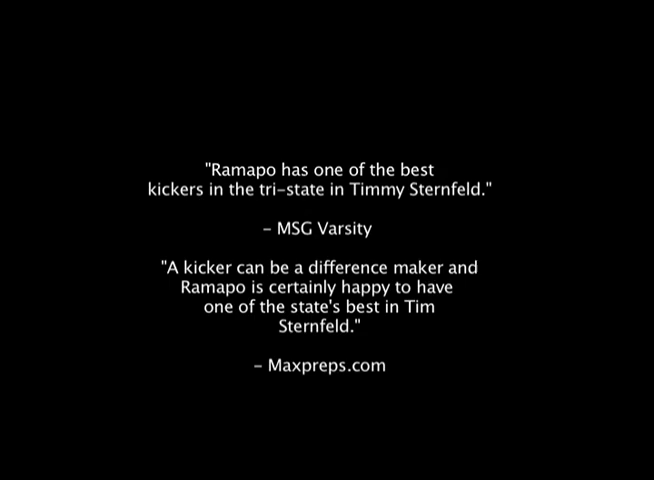 "Ramapo has one of the best
kickers in the tri-state in Timmy Sternfeld."
– MSG Varsity
"A kicker can be a difference maker and
Ramapo is certainly happy to have
one of the state's best in Tim
Sternfeld."
– Maxpreps.com